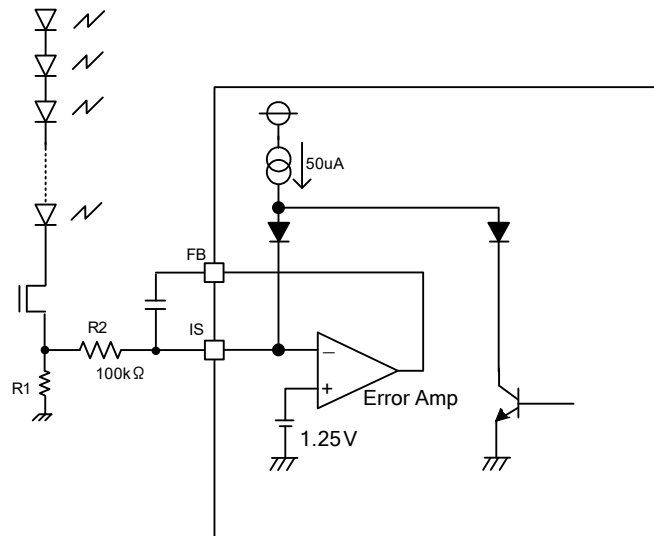 50uA
FB
R2
IS
100kΩ
R1
−
+
Error Amp
1.25V